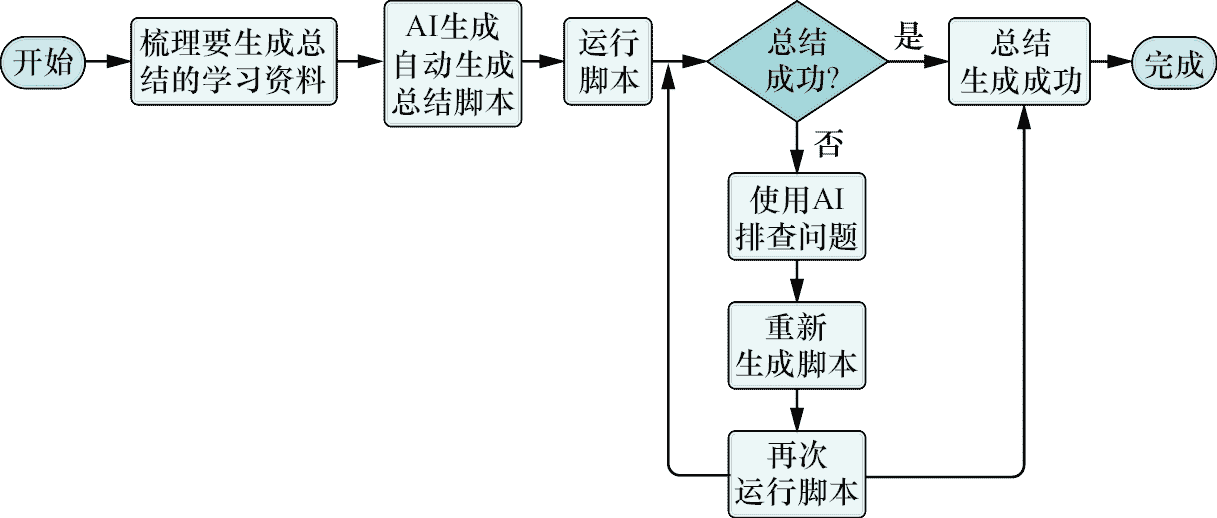 开始
梳理要生成总
结的学习资料
AI生成
自动生成
总结脚本
运行
脚本
总结
成功?
是
总结
生成成功
完成
否
使用AI
排查问题
重新
生成脚本
再次
运行脚本